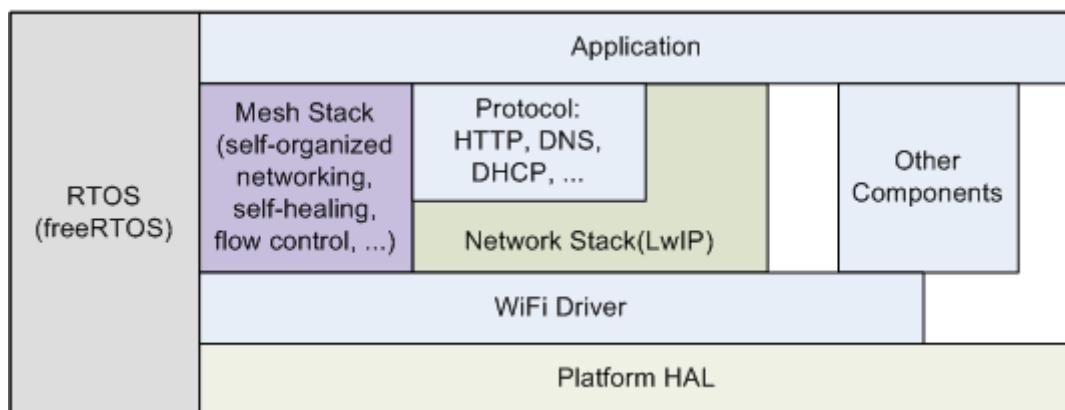 RTOS
(freeRTOS)
Application
Mesh Stack
(self-organized
networking,
self-healing,
flow control, ...)
Protocol:
HTTP, DNS,
DHCP, ...
Network Stack(LwIP)
Other
Components
WiFi Driver
Platform HAL